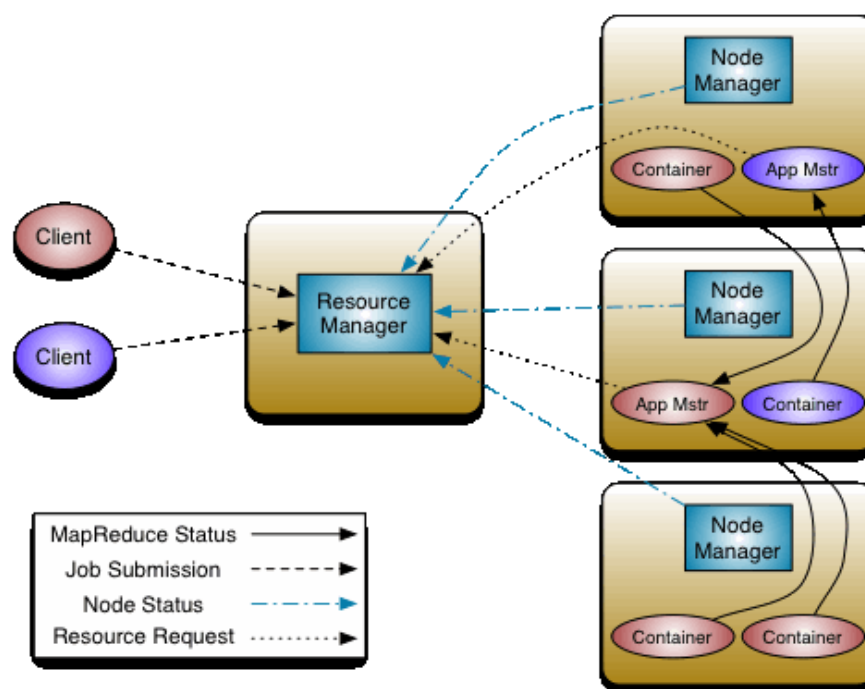 Client
Client
Resource
Manager
Node
Manager
Container
App Mstr
Node
Manager
App Mstr
Container
Node
Manager
Container
Container
MapReduce Status
Job Submission
Node Status
Resource Request